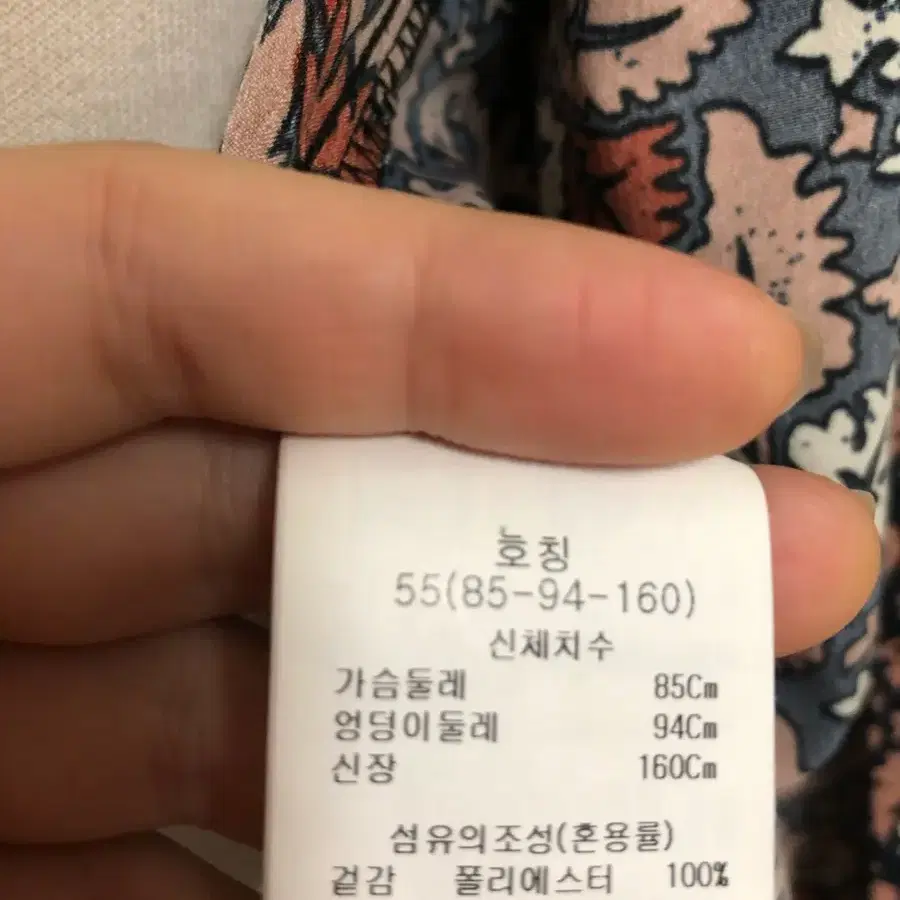 호칭
55(85-94-160)
신체치수
가슴둘레 85Cm
엉덩이둘레 94Cm
신장 160Cm
섬유의조성(혼용률)
겉감 폴리에스터 100%